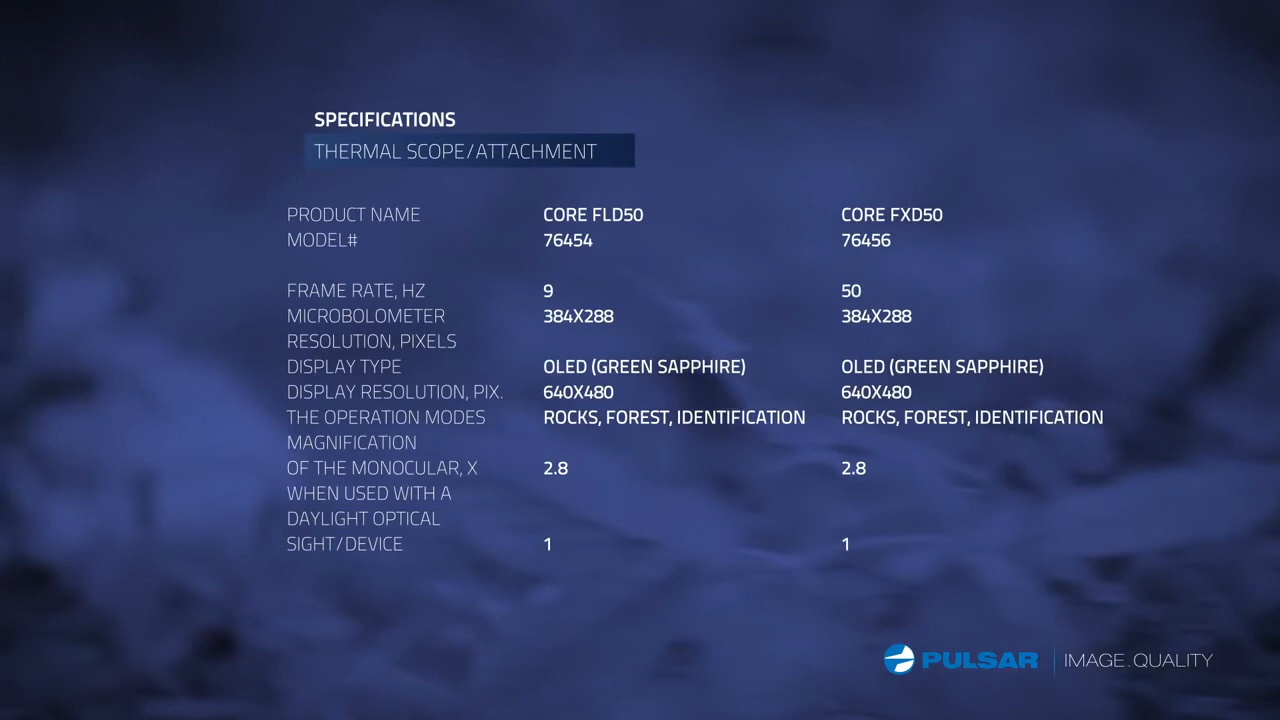 SPECIFICATIONS
THERMAL SCOPE/ATTACHMENT
PRODUCT NAME CORE FLD50 CORE FXD50
MODEL# 76454 76456
FRAME RATE, HZ 9 50
MICROBOLOMETER 384X288 384X288
RESOLUTION, PIXELS
DISPLAY TYPE OLED (GREEN SAPPHIRE) OLED (GREEN SAPPHIRE)
DISPLAY RESOLUTION, PIX. 640X480 640X480
THE OPERATION MODES ROCKS, FOREST, IDENTIFICATION ROCKS, FOREST, IDENTIFICATION
MAGNIFICATION
OF THE MONOCULAR, X 2.8 2.8
WHEN USED WITH A
DAYLIGHT OPTICAL
SIGHT/DEVICE 1 1
PULSAR IMAGE.QUALITY